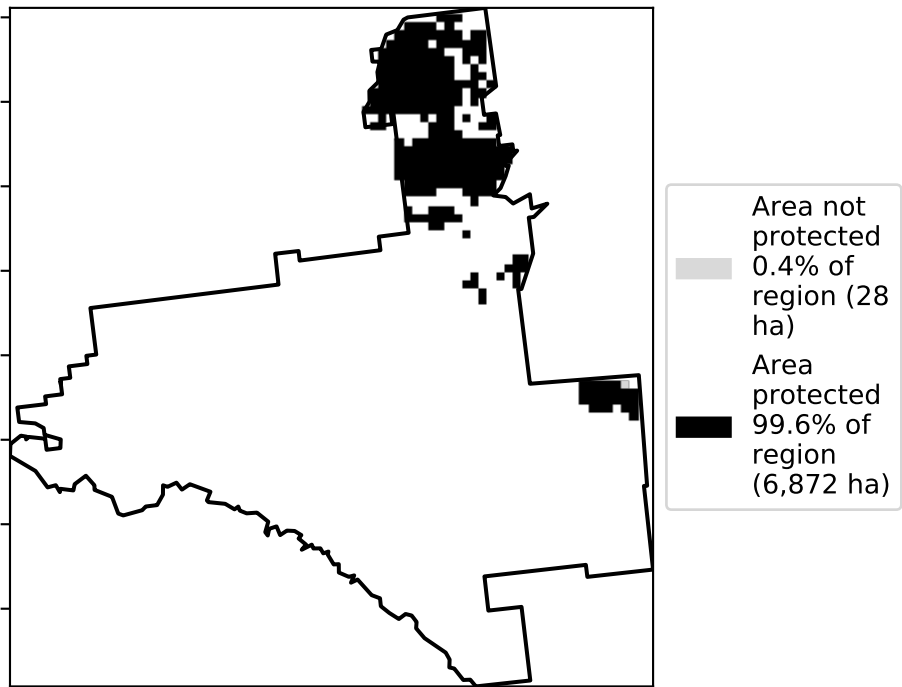 Area not
protected
0.4% of
region (28
ha)
Area
protected
99.6% of
region
(6,872 ha)